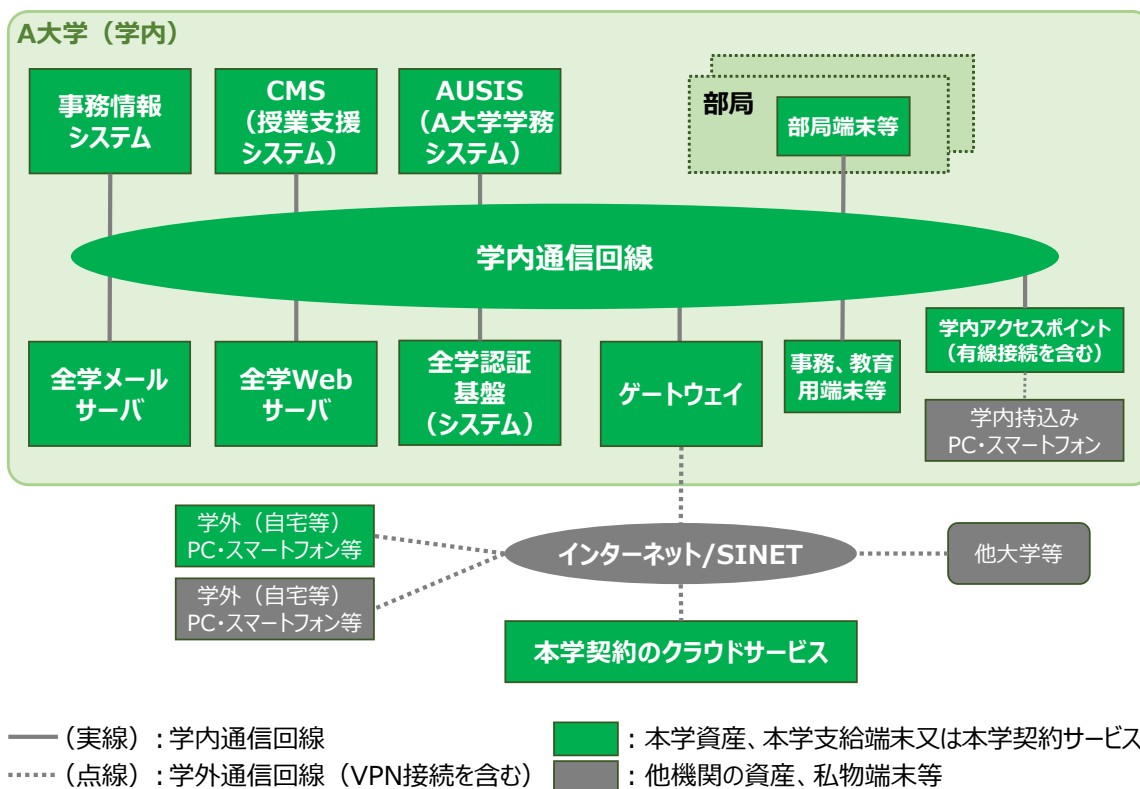 A大学（学内）
事務情報
システム
CMS
（授業支援
システム）
AUSIS
（A大学学務
システム）
部局
部局端末等
学内通信回線
全学メール
サーバ
全学Web
サーバ
全学認証
基盤
（システム）
ゲートウェイ
事務、教育
用端末等
学内アクセスポイント
（有線接続を含む）
学内持込み
PC・スマートフォン
学外（自宅等）
PC・スマートフォン等
学外（自宅等）
PC・スマートフォン等
インターネット/SINET
他大学等
本学契約のクラウドサービス
（実線）：学内通信回線
（点線）：学外通信回線（VPN接続を含む）
：本学資産、本学支給端末又は本学契約サービス
：他機関の資産、私物端末等